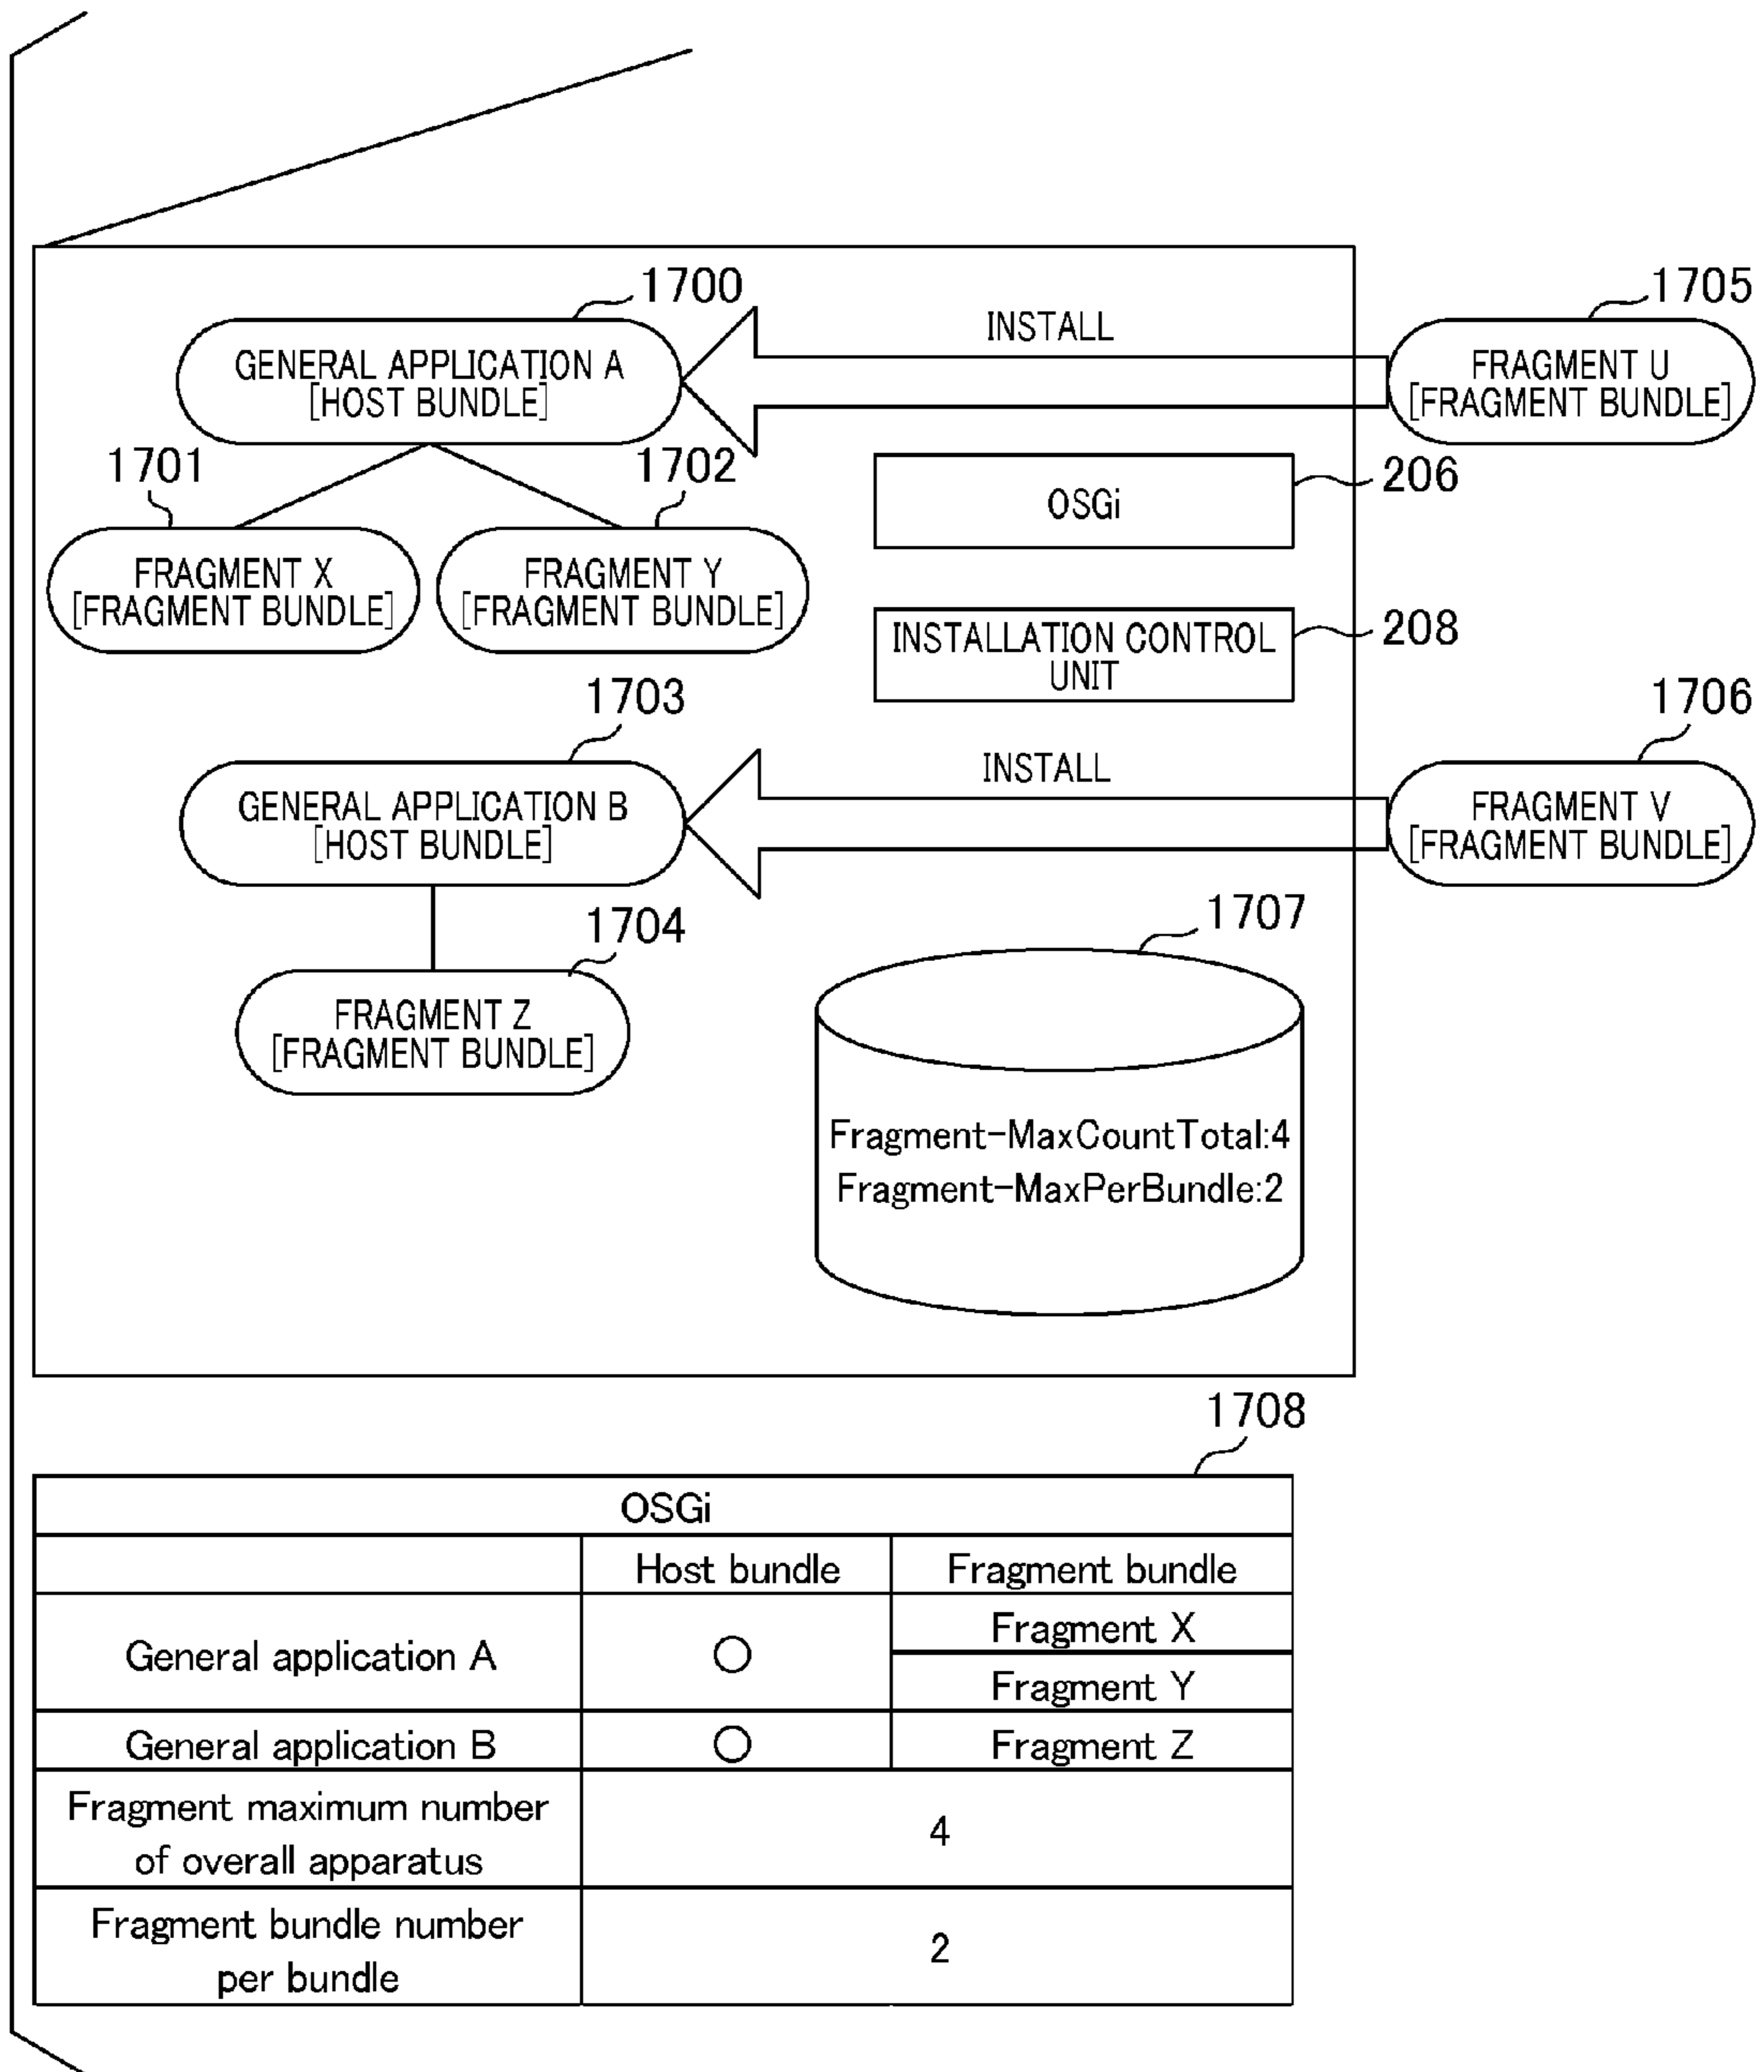 1700
1705
INSTALL
GENERAL APPLICATION A
[HOST BUNDLE]
FRAGMENT U
[FRAGMENT BUNDLE]
1701
1702
206
OSGi
FRAGMENT X
[FRAGMENT BUNDLE]
FRAGMENT Y
[FRAGMENT BUNDLE]
208
INSTALLATION CONTROL
UNIT
1703
1706
INSTALL
GENERAL APPLICATION B
[HOST BUNDLE]
FRAGMENT V
[FRAGMENT BUNDLE]
1704
1707
FRAGMENT Z
[FRAGMENT BUNDLE]
Fragment-MaxCountTotal:4
Fragment-MaxPerBundle:2
1708
OSGi
Host bundle
Fragment bundle
General application A
○
Fragment X
Fragment Y
General application B
○
Fragment Z
Fragment maximum number
of overall apparatus
4
Fragment bundle number
per bundle
2